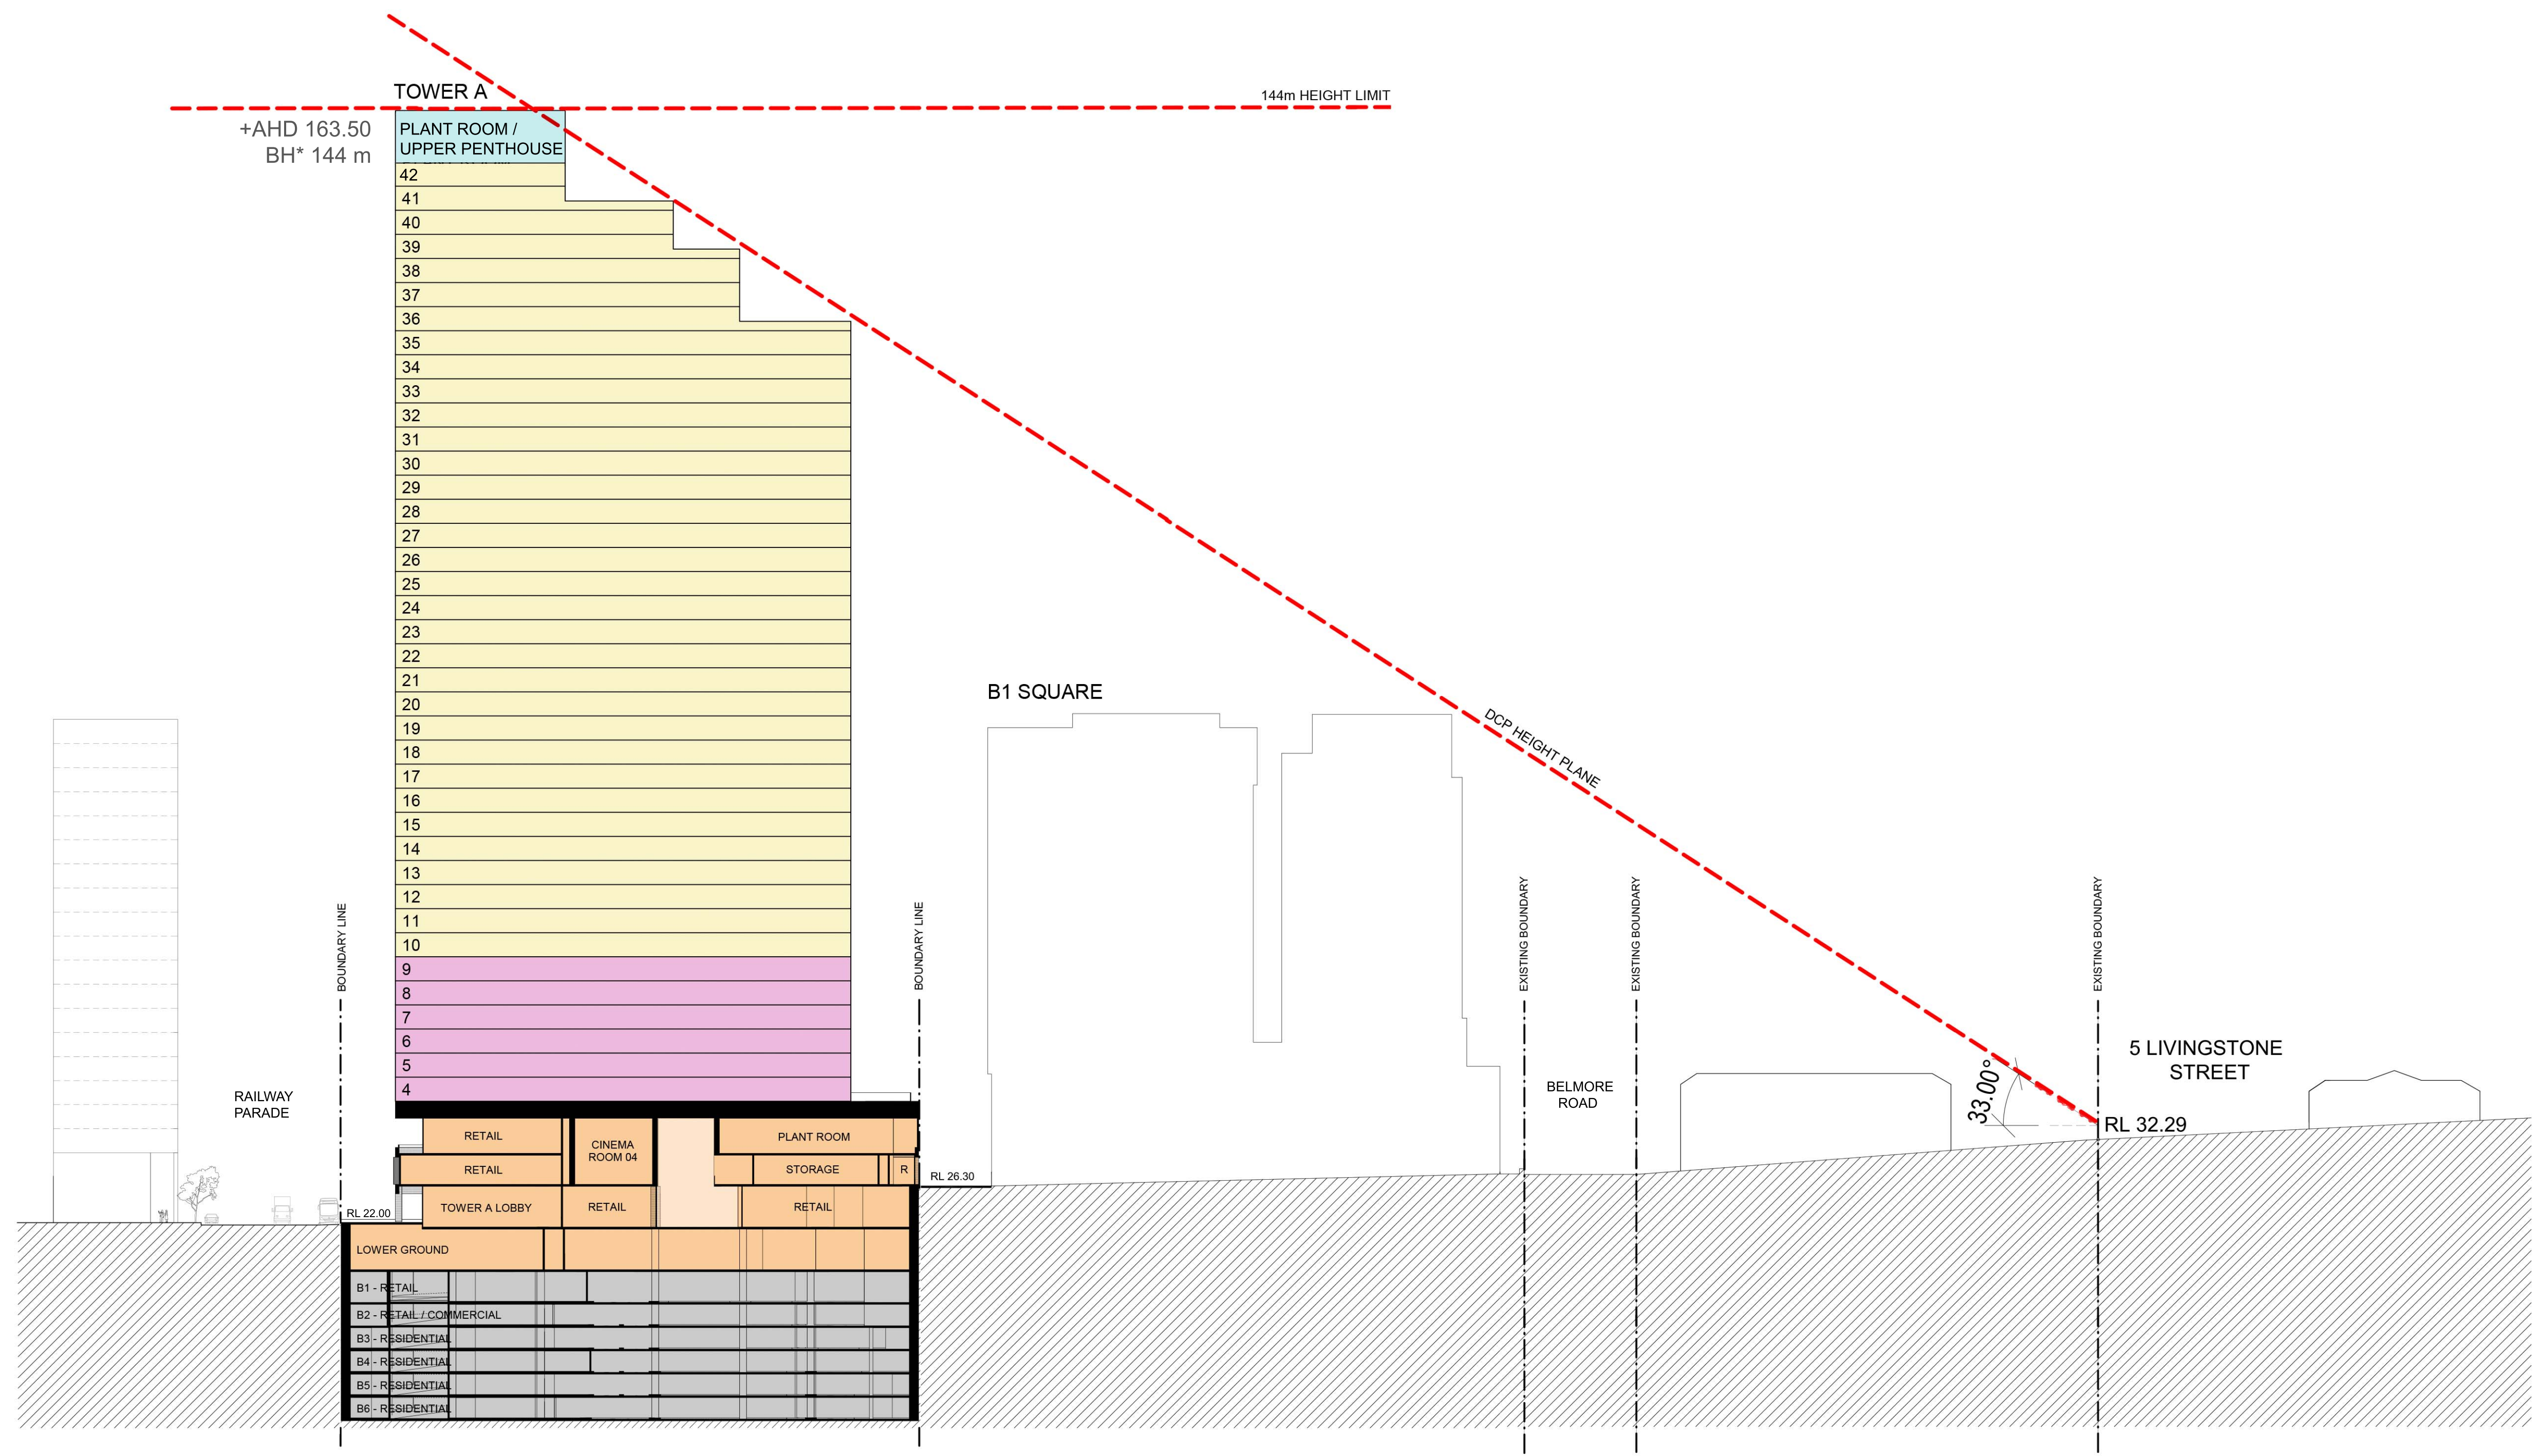 TOWER A
144m HEIGHT LIMIT
+AHD 163.50
BH* 144 m
PLANT ROOM /
UPPER PENTHOUSE
42
41
40
39
38
37
36
35
34
33
32
31
30
29
28
27
26
25
24
23
22
21
20
19
18
17
16
15
14
13
12
11
10
9
8
7
6
5
4
B1 SQUARE
DCP HEIGHT PLANE
BOUNDARY LINE
BOUNDARY LINE
EXISTING BOUNDARY
EXISTING BOUNDARY
EXISTING BOUNDARY
RAILWAY
PARADE
BELMORE
ROAD
33.00°
5 LIVINGSTONE
STREET
RL 32.29
RETAIL
CINEMA
ROOM 04
PLANT ROOM
RETAIL
STORAGE
R
RL 26.30
TOWER A LOBBY
RETAIL
RETAIL
RL 22.00
LOWER GROUND
B1 - RETAIL
B2 - RETAIL / COMMERCIAL
B3 - RESIDENTIAL
B4 - RESIDENTIAL
B5 - RESIDENTIAL
B6 - RESIDENTIAL